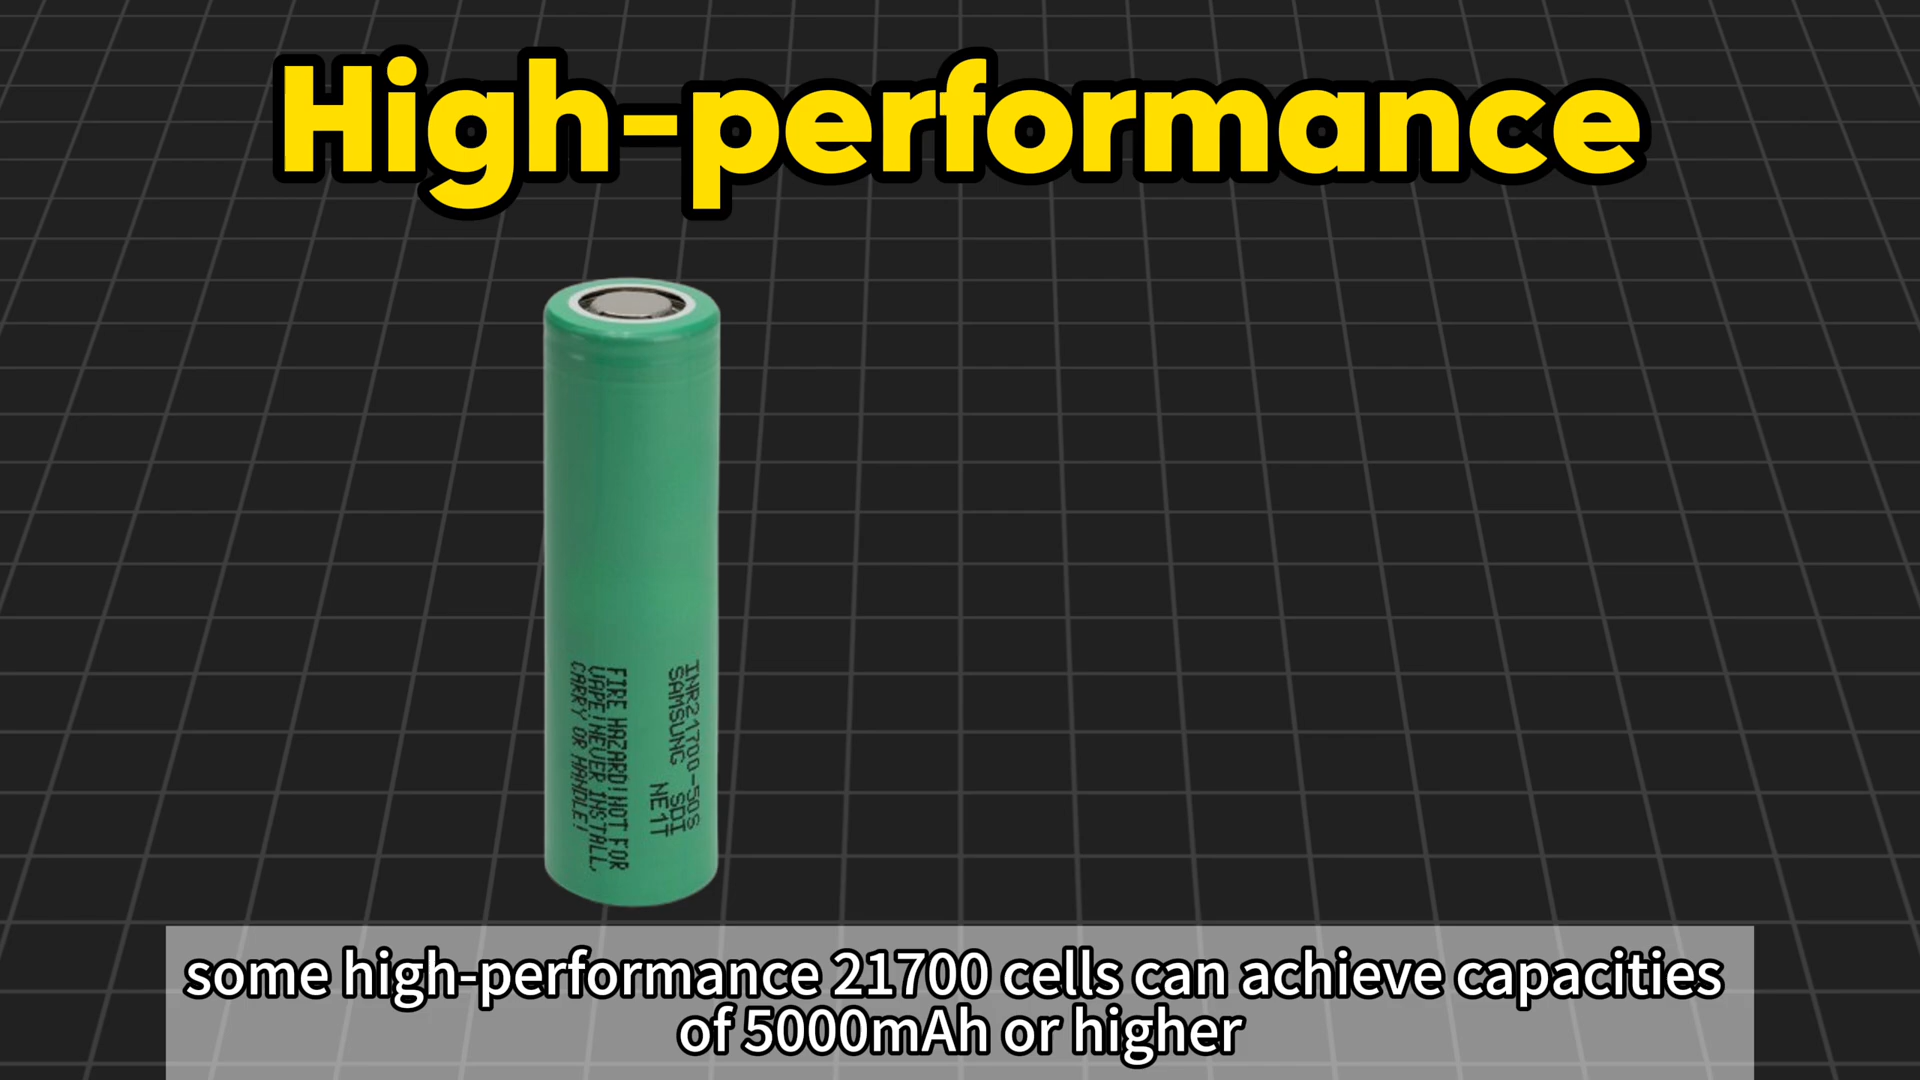 High-performance
INR21700-50S
SAMSUNG SDI
NE1T
FIRE HAZARD!NOT FOR
VAPE!NEVER INSTALL,
CARRY OR HANDLE!
some high-performance 21700 cells can achieve capacities
of 5000mAh or higher